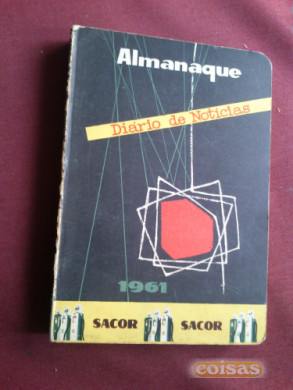 Almanaque
Diário de Notícias
1961
SACOR SACOR
coisas